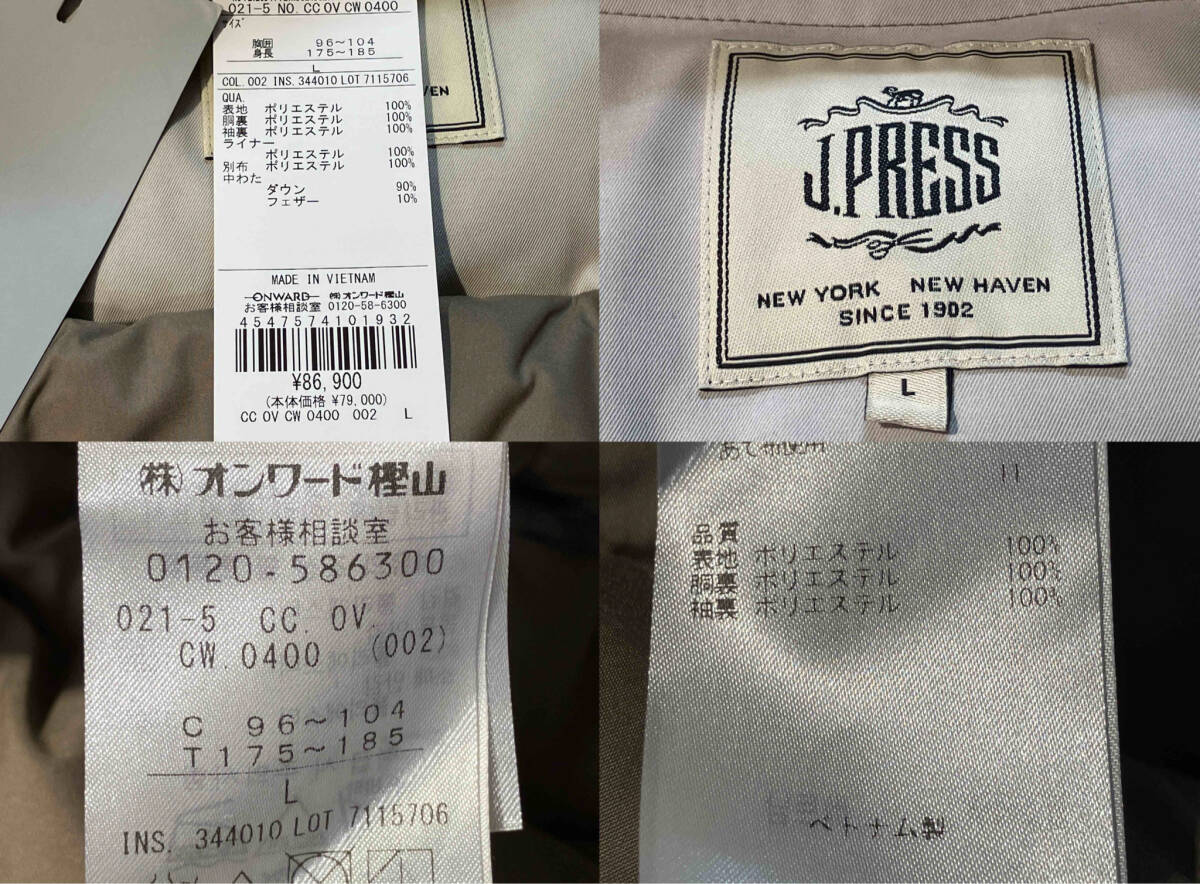 021-5 NO. CC OV CW 0400
イズ
胸囲 96～104
身長 175～185
L
COL. 002 INS. 344010 LOT 7115706
QUA.
表地 ポリエステル 100%
胴裏 ポリエステル 100%
袖裏 ポリエステル 100%
ライナー
ポリエステル 100%
別布 ポリエステル 100%
中わた
ダウン 90%
フェザー 10%
MADE IN VIETNAM
ONWARD ㈱オンワード樫山
お客様相談室 0120-58-6300
4547574101932
¥86,900
(本体価格 ¥79,000)
CC OV CW 0400 002 L
VEN
J.PRESS
NEW YORK NEW HAVEN
SINCE 1902
L
㈱オンワード樫山
お客様相談室
0120-586300
021-5 CC. OV.
CW. 0400 (002)
C 96～104
T 175～185
L
INS. 344010 LOT 7115706
あて布使用
11
品質
表地 ポリエステル 100%
胴裏 ポリエステル 100%
袖裏 ポリエステル 100%
ベトナム製